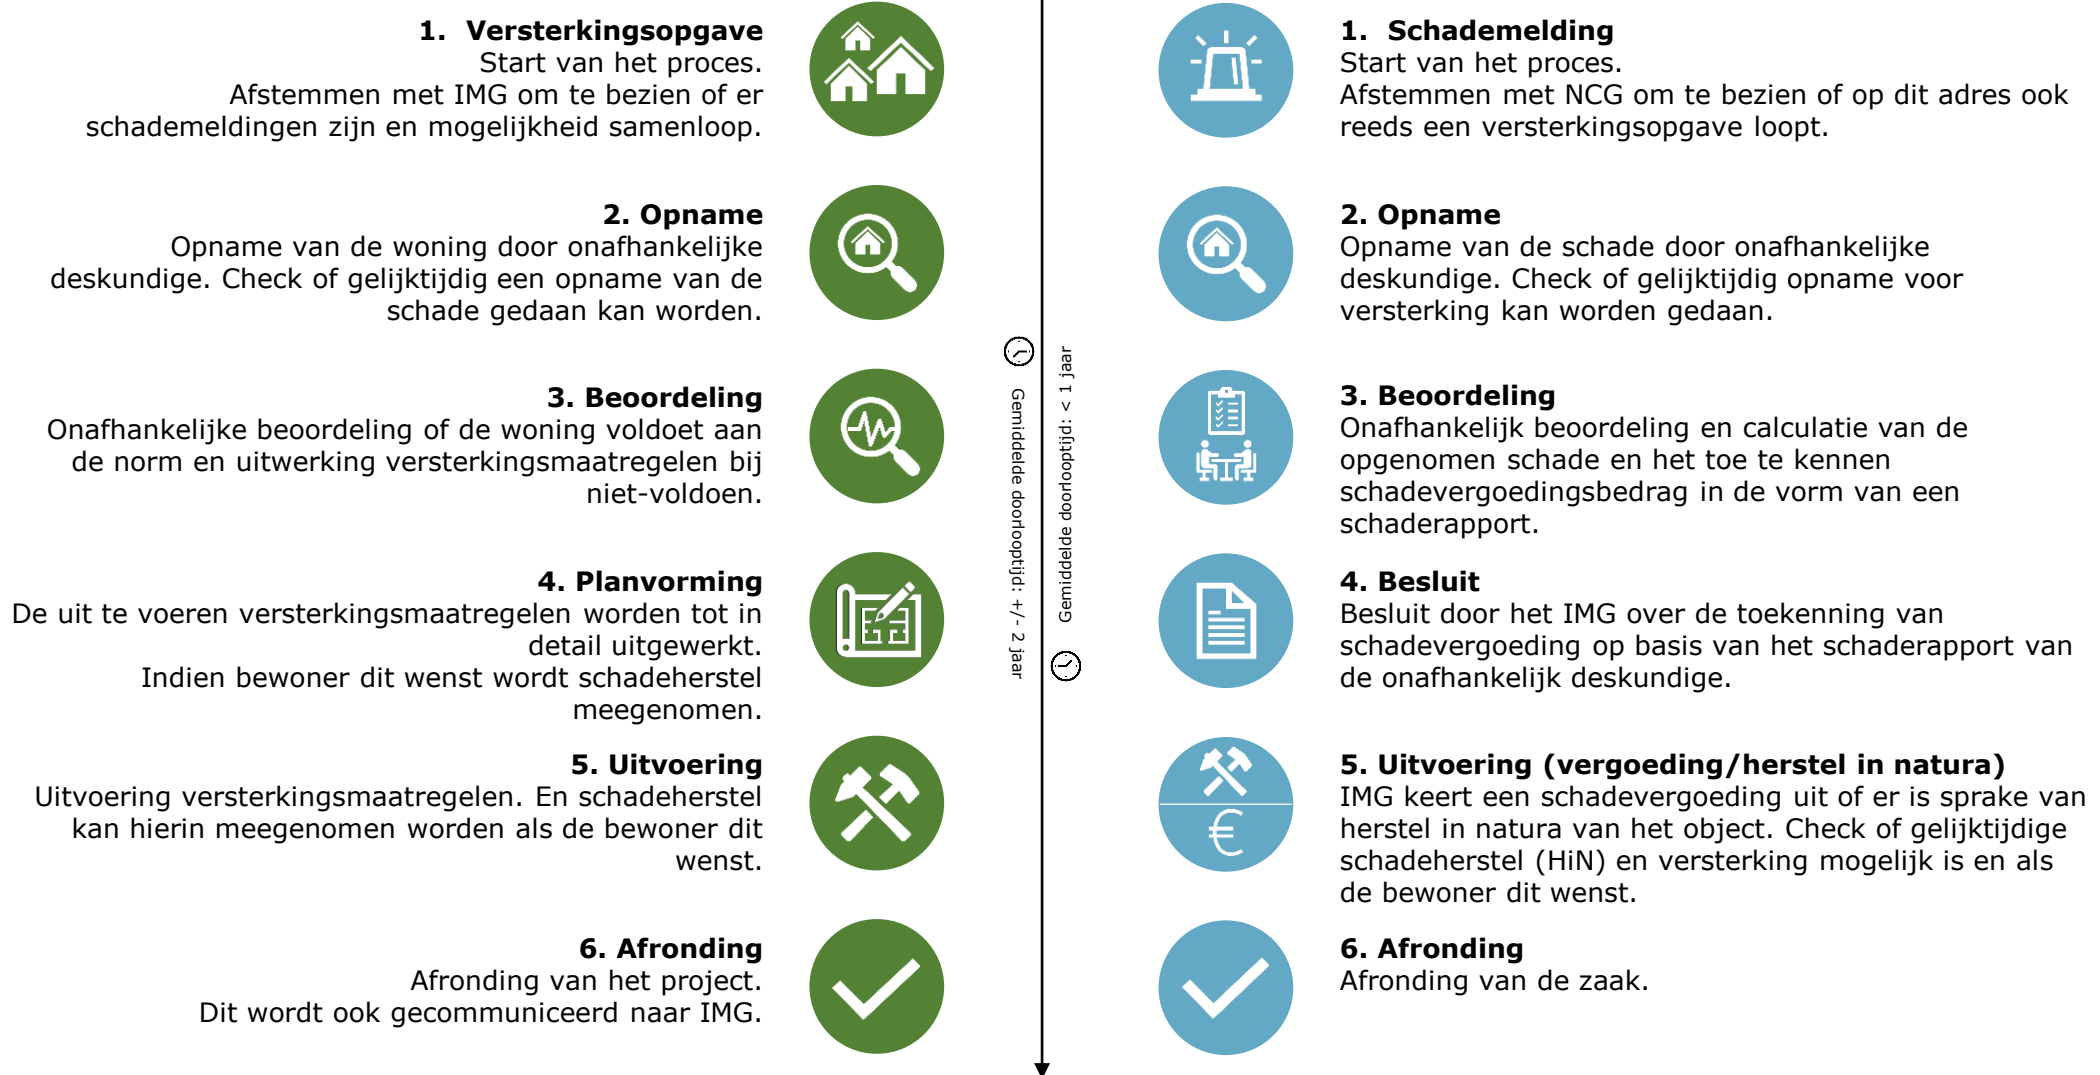 1. Versterkingsopgave
Start van het proces.
Afstemmen met IMG om te bezien of er
schademeldingen zijn en mogelijkheid samenloop.
2. Opname
Opname van de woning door onafhankelijke
deskundige. Check of gelijktijdig een opname van de
schade gedaan kan worden.
3. Beoordeling
Onafhankelijke beoordeling of de woning voldoet aan
de norm en uitwerking versterkingsmaatregelen bij
niet-voldoen.
4. Planvorming
De uit te voeren versterkingsmaatregelen worden tot in
detail uitgewerkt.
Indien bewoner dit wenst wordt schadeherstel
meegenomen.
5. Uitvoering
Uitvoering versterkingsmaatregelen. En schadeherstel
kan hierin meegenomen worden als de bewoner dit
wenst.
6. Afronding
Afronding van het project.
Dit wordt ook gecommuniceerd naar IMG.
Gemiddelde doorlooptijd: +/- 2 jaar
Gemiddelde doorlooptijd: < 1 jaar
1. Schademelding
Start van het proces.
Afstemmen met NCG om te bezien of op dit adres ook
reeds een versterkingsopgave loopt.
2. Opname
Opname van de schade door onafhankelijke
deskundige. Check of gelijktijdig opname voor
versterking kan worden gedaan.
3. Beoordeling
Onafhankelijk beoordeling en calculatie van de
opgenomen schade en het toe te kennen
schadevergoedingsbedrag in de vorm van een
schaderapport.
4. Besluit
Besluit door het IMG over de toekenning van
schadevergoeding op basis van het schaderapport van
de onafhankelijk deskundige.
€
5. Uitvoering (vergoeding/herstel in natura)
IMG keert een schadevergoeding uit of er is sprake van
herstel in natura van het object. Check of gelijktijdige
schadeherstel (HiN) en versterking mogelijk is en als
de bewoner dit wenst.
6. Afronding
Afronding van de zaak.